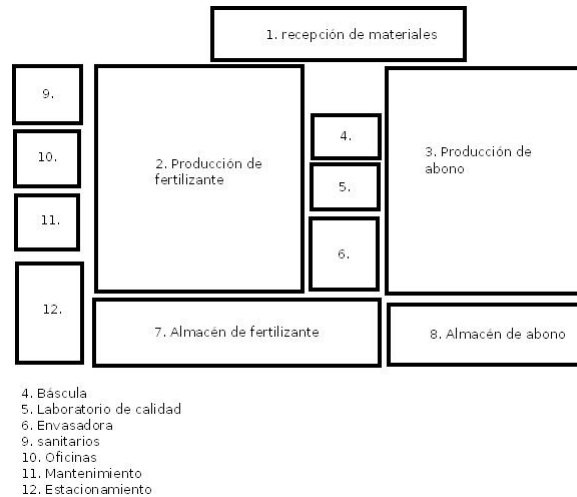 1. recepción de materiales
9.
2. Producción de
fertilizante
4.
3. Producción de
abono
10.
5.
11.
6.
12.
7. Almacén de fertilizante
8. Almacén de abono
4. Báscula
5. Laboratorio de calidad
6. Envasadora
9. sanitarios
10. Oficinas
11. Mantenimiento
12. Estacionamiento